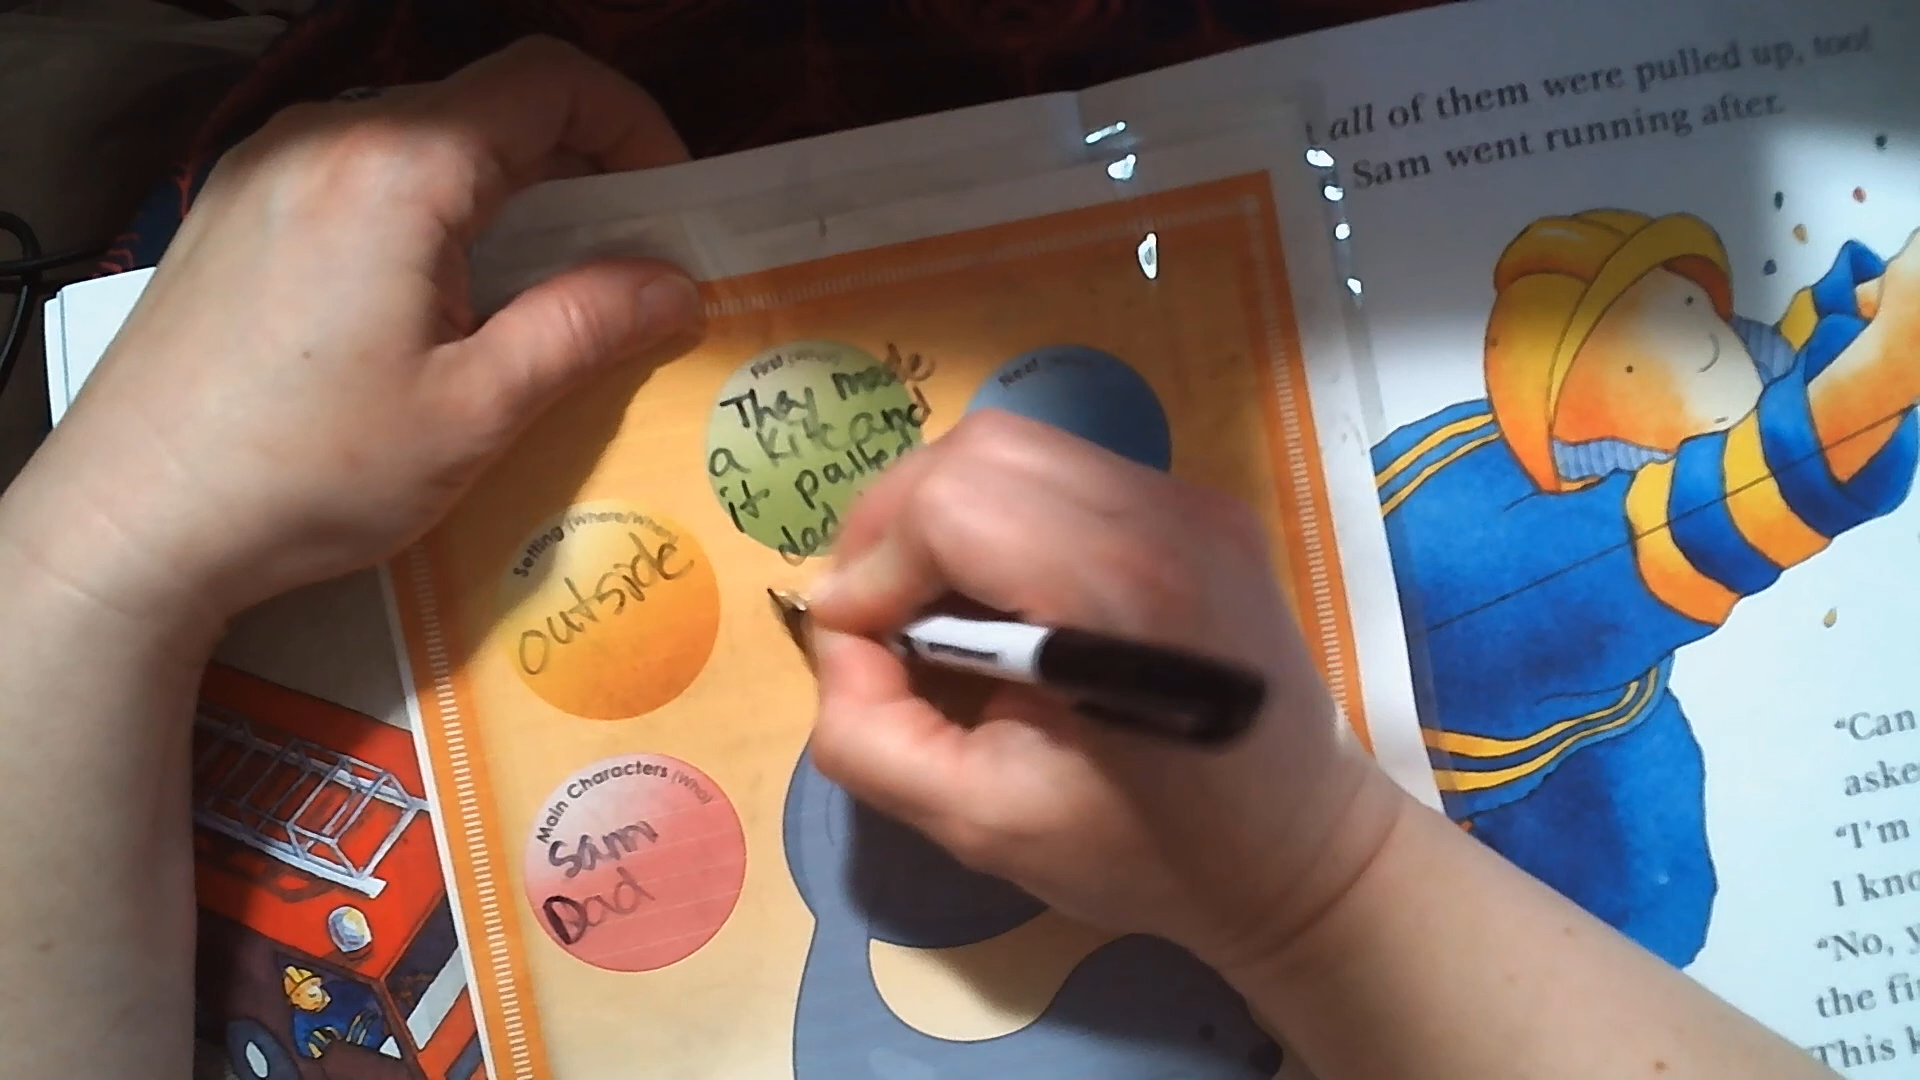 all of them were pulled up, too!
Sam went running after.
First
They made
a kite and
it pulled
dad
Next
Setting (Where/When)
outside
Main Characters (Who)
Sam
Dad
"Can
aske
"I'm
I kno
"No, y
the fi
This k